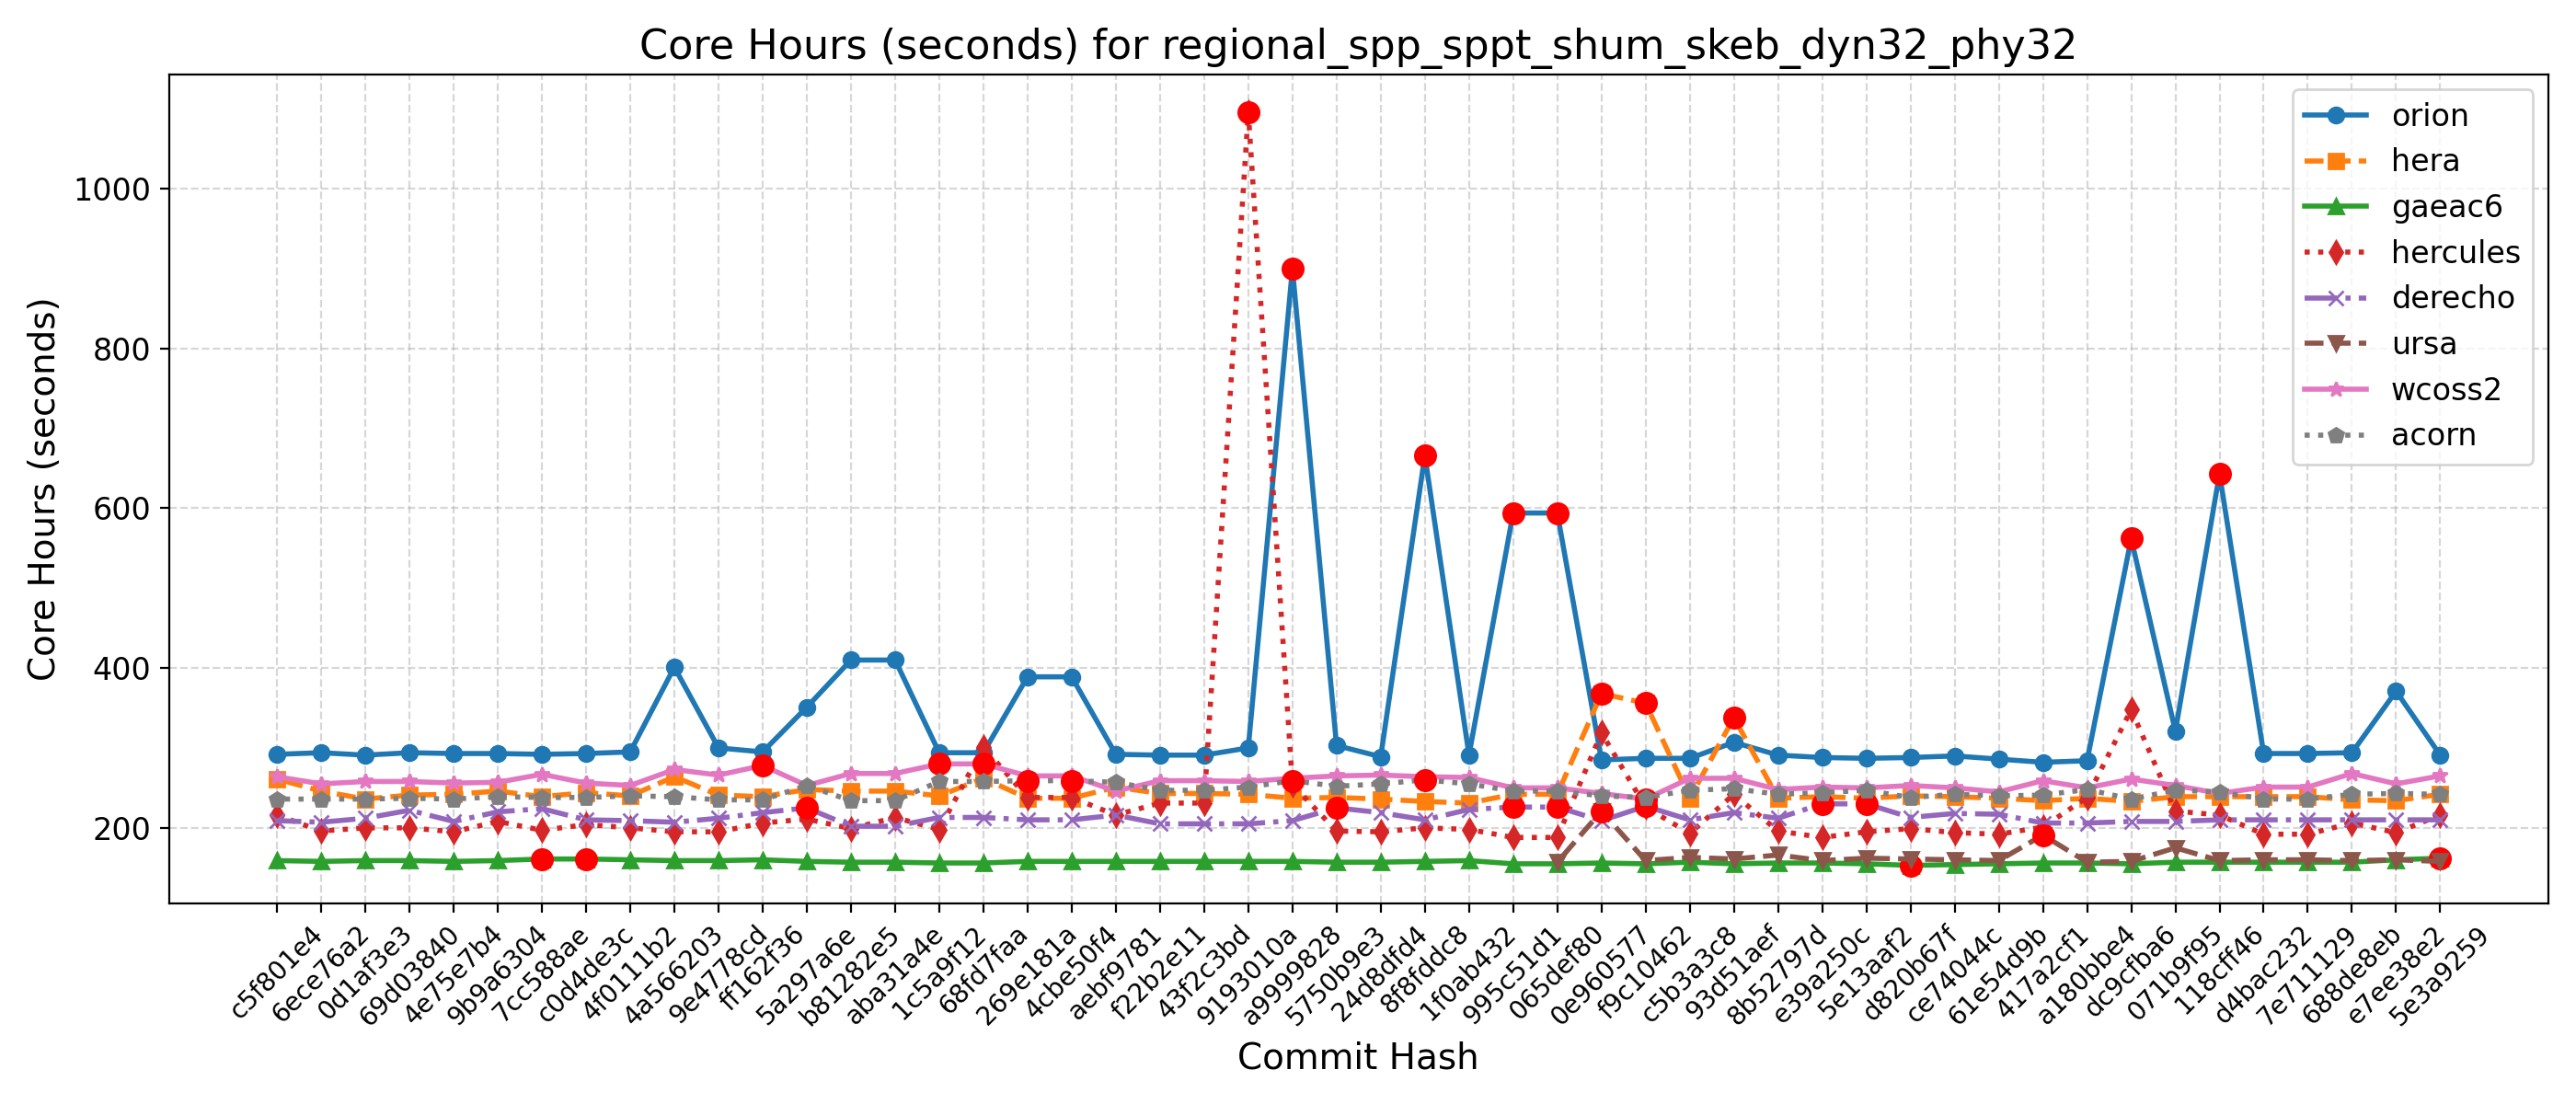 Core Hours (seconds) for regional_spp_sppt_shum_skeb_dyn32_phy32
Core Hours (seconds)
1000
800
600
400
200
orion
hera
gaeac6
hercules
derecho
ursa
wcoss2
acorn
c5f801e4
6ece76a2
0d1af3e3
69d03840
4e75e7b4
9b9a6304
7cc588ae
c0d4de3c
4f0111b2
4a566203
9e4778cd
ff162f36
5a297a6e
b81282e5
aba31a4e
1c5a9f12
68fd7faa
269e181a
4cbe50f4
aebf9781
f22b2e11
43f2c3bd
9193010a
a9999828
5750b9e3
24d8dfd4
8f8fddc8
1f0ab432
995c51d1
065def80
0e960577
f9c10462
c5b3a3c8
93d51aef
8b52797d
e39a250c
5e13aaf2
d820b67f
ce74044c
61e54d9b
417a2cf1
a180bbe4
dc9cfba6
071b9f95
118cff46
d4bac232
7e711129
688de8eb
e7ee38e2
5e3a9259
Commit Hash